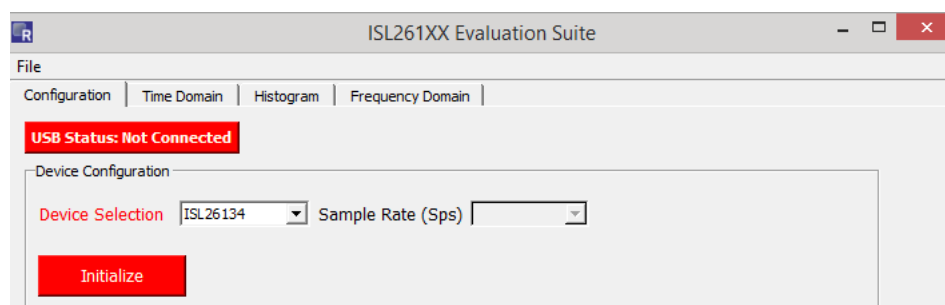 R
ISL261XX Evaluation Suite
File
Configuration
Time Domain
Histogram
Frequency Domain
USB Status: Not Connected
Device Configuration
Device Selection
ISL26134
Sample Rate (Sps)
Initialize